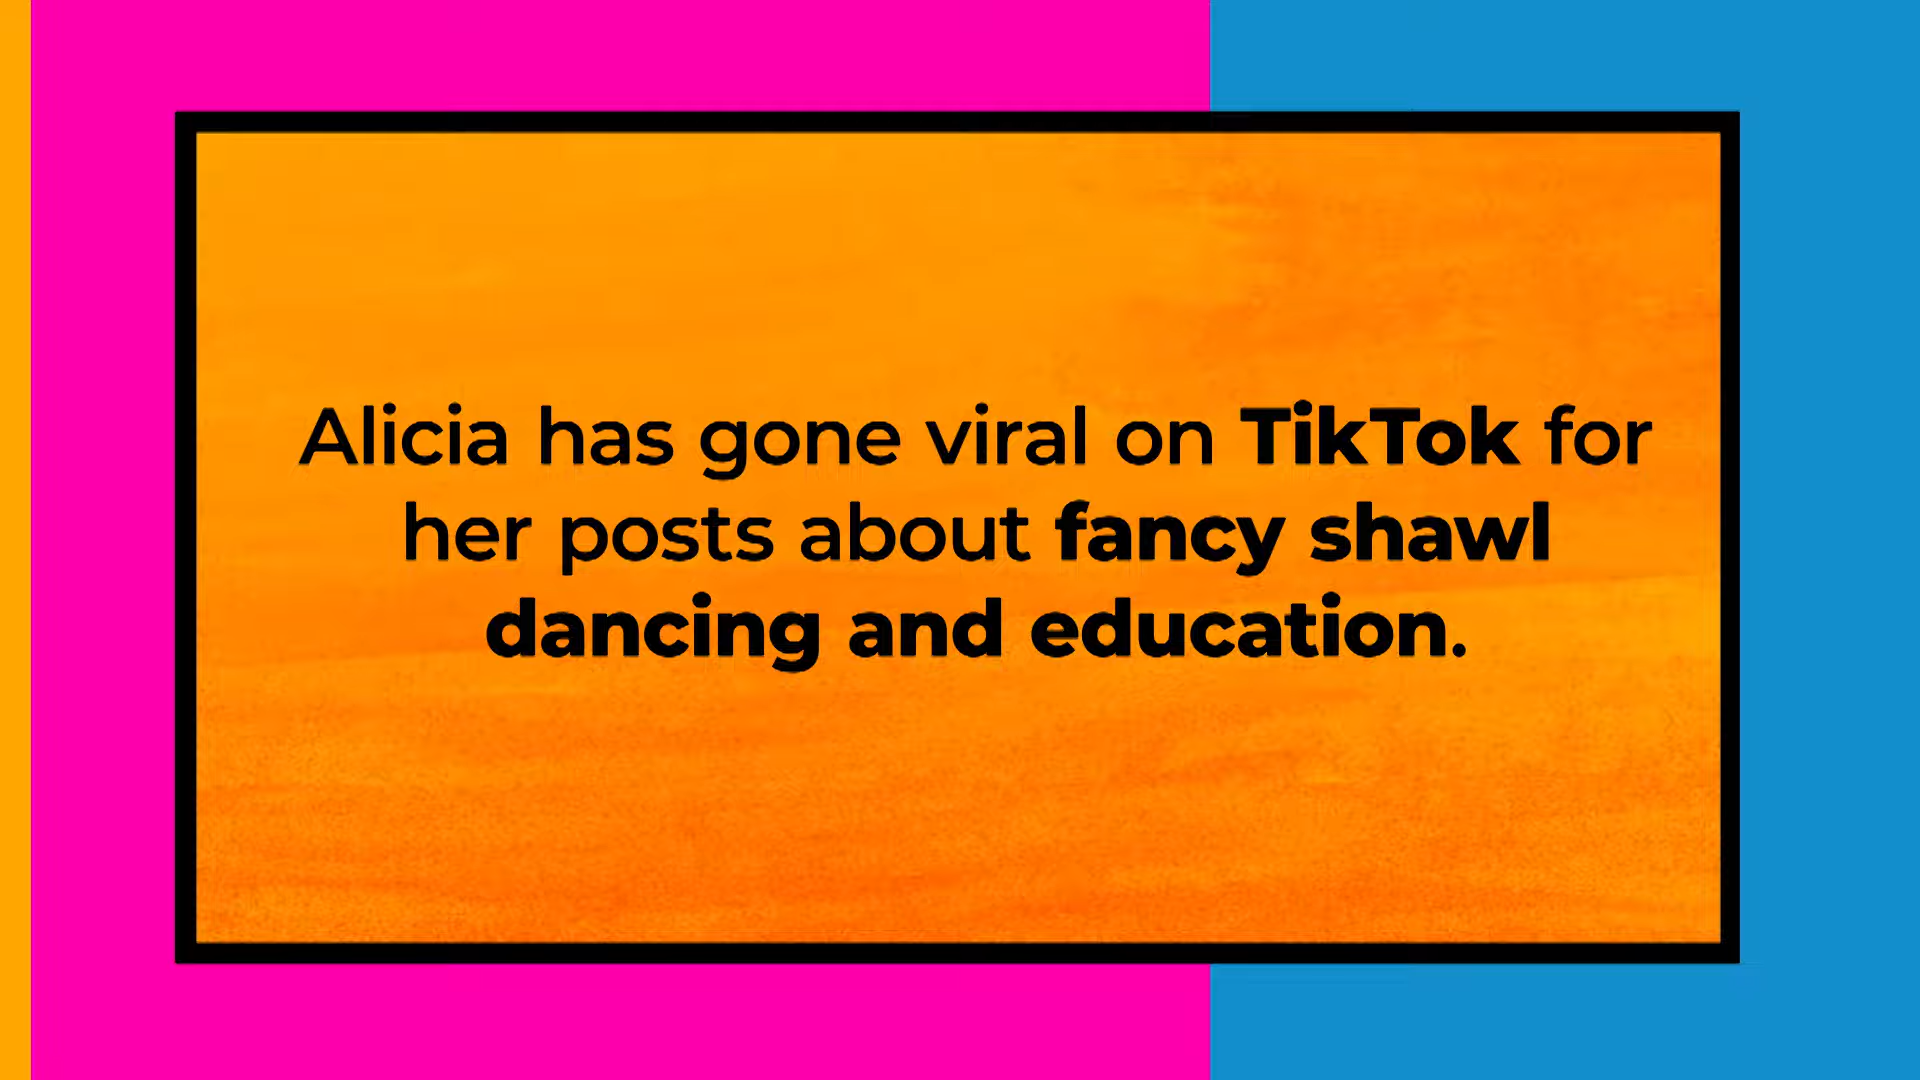 Alicia has gone viral on TikTok for
her posts about fancy shawl
dancing and education.